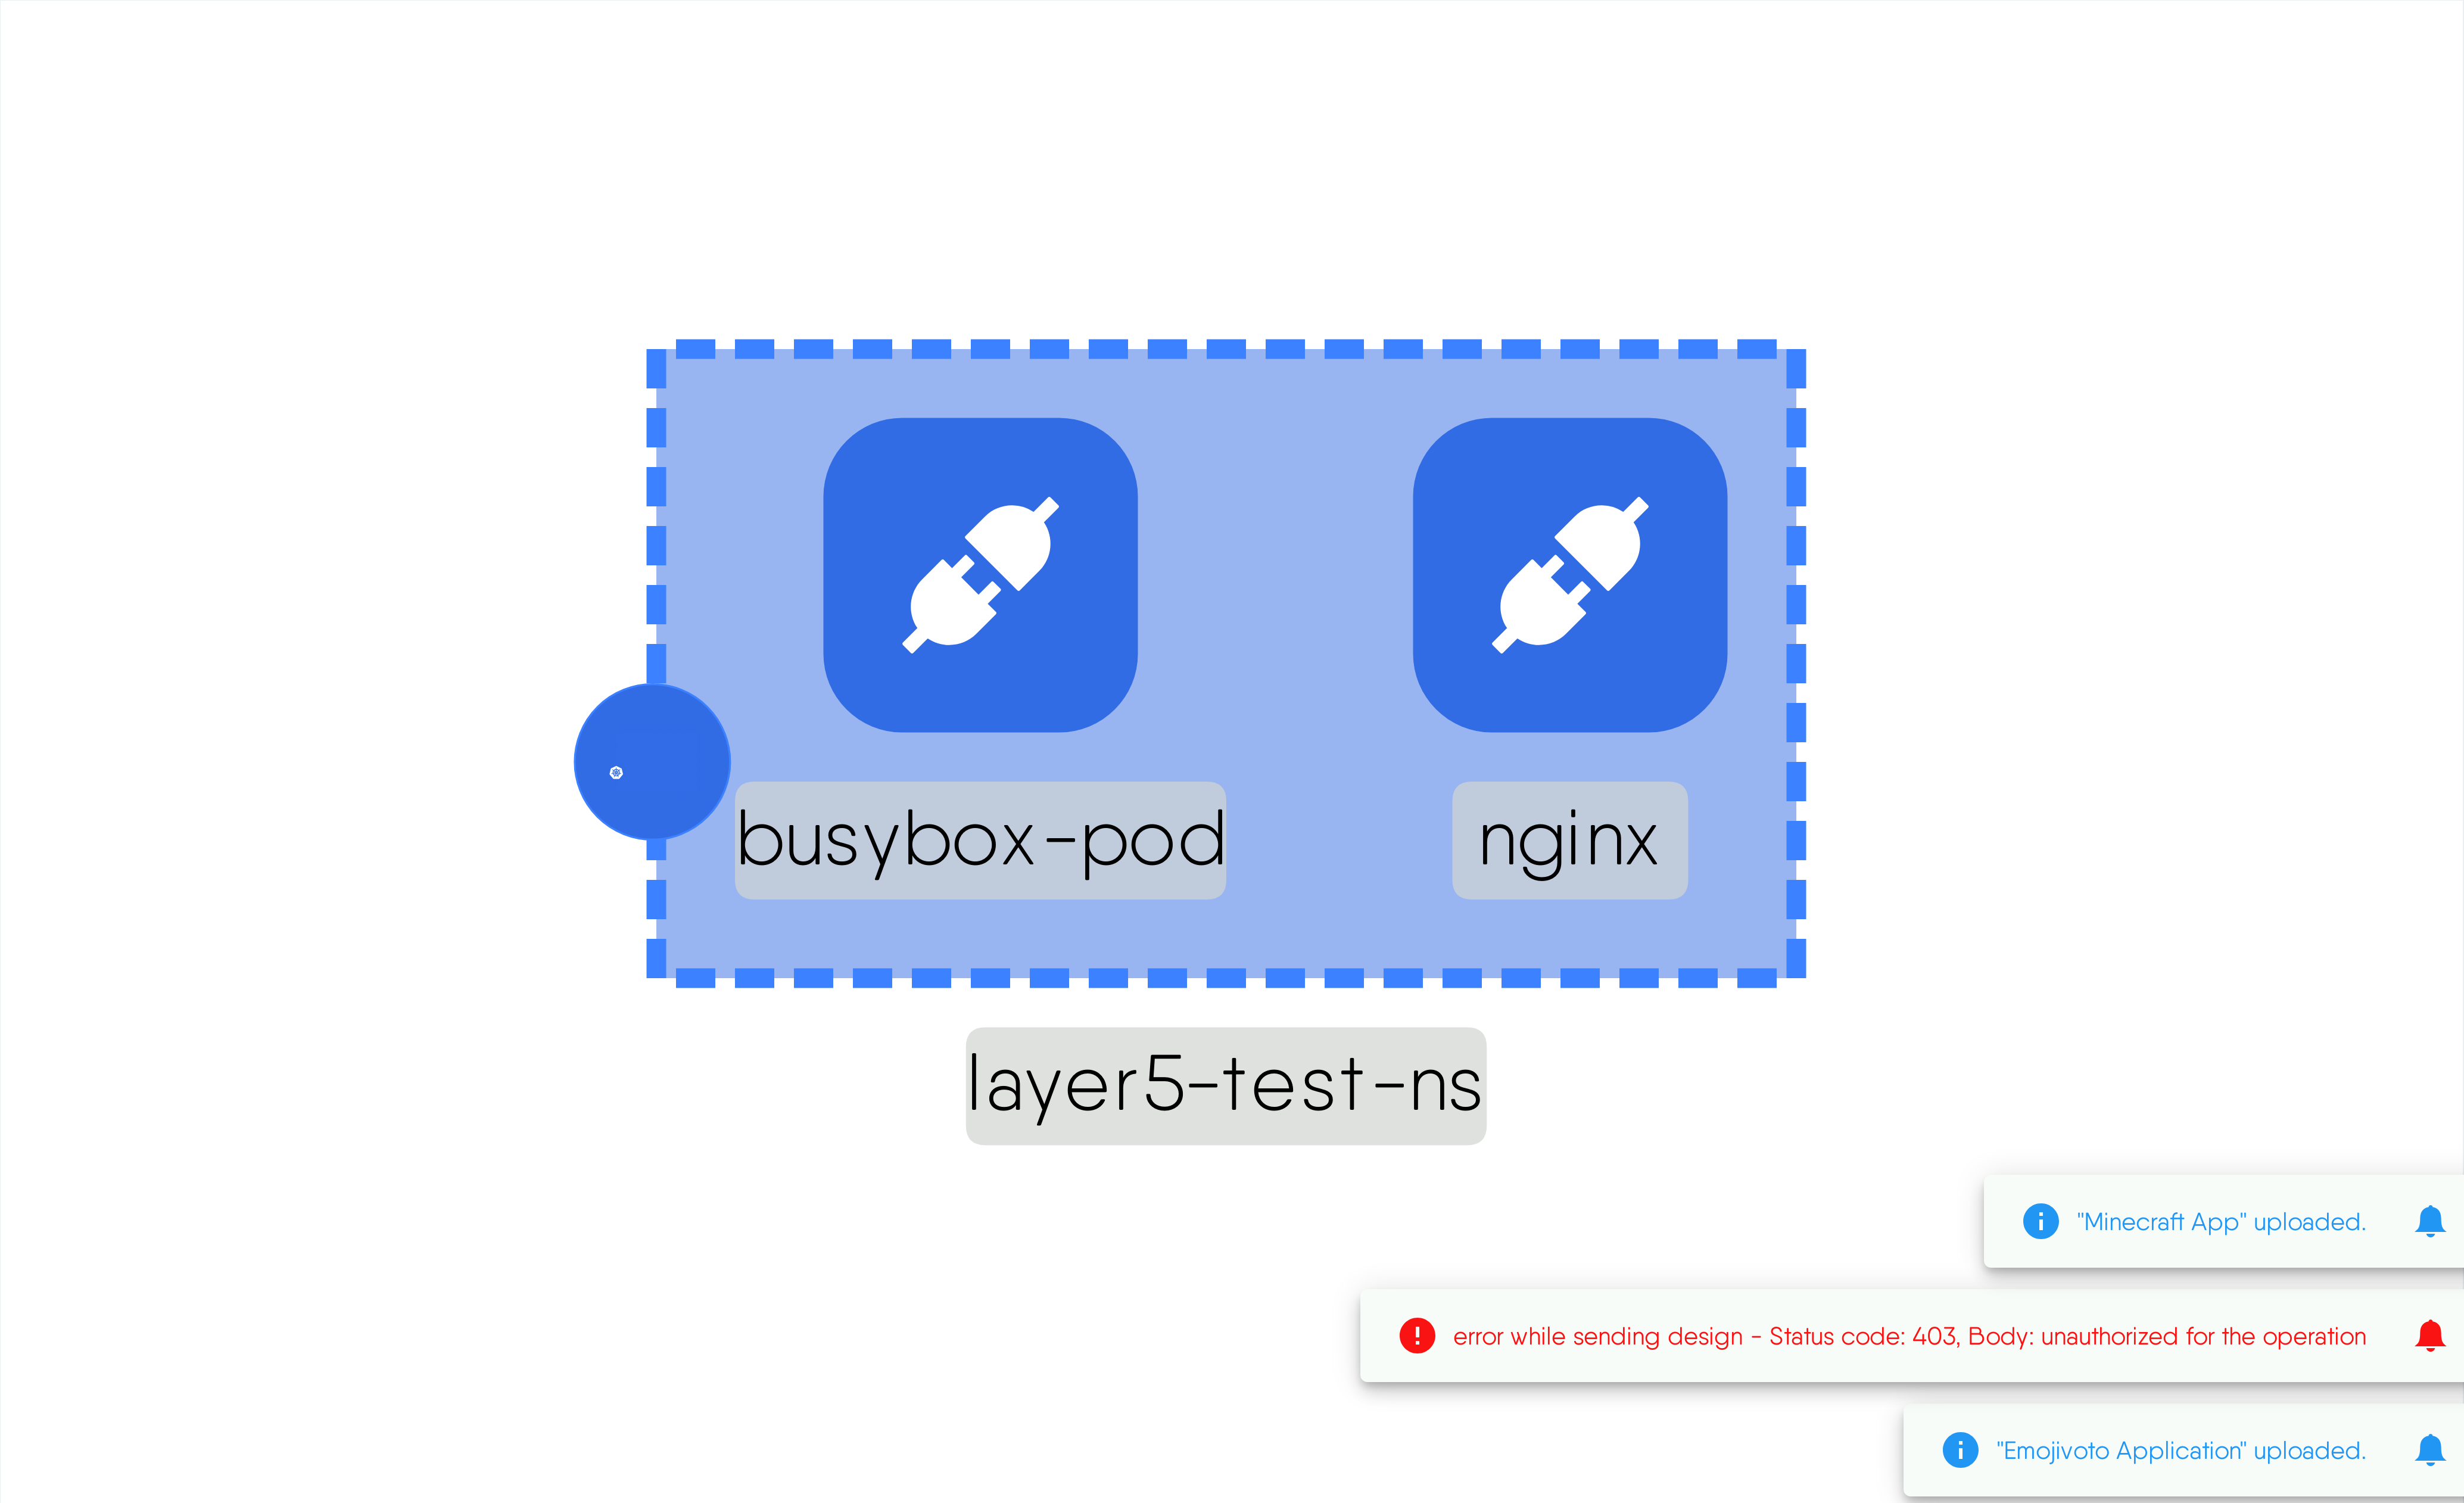 busybox-pod
nginx
layer5-test-ns
"Minecraft App" uploaded.
error while sending design - Status code: 403, Body: unauthorized for the operation
"Emojivoto Application" uploaded.